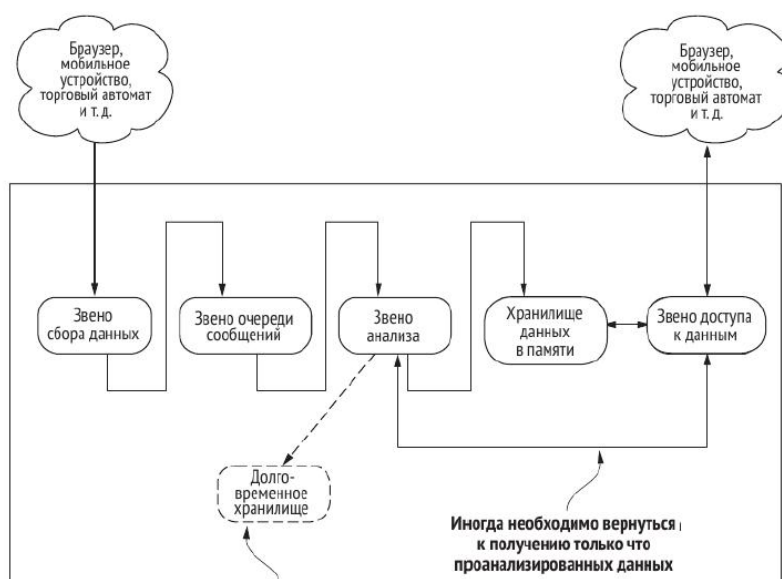 Браузер,
мобильное
устройство,
торговый автомат
и т. д.
Браузер,
мобильное
устройство,
торговый автомат
и т. д.
Звено
сбора данных
Звено очереди
сообщений
Звено
анализа
Хранилище
данных
в памяти
Звено доступа
к данным
Долго-
временное
хранилище
Иногда необходимо вернуться
к получению только что
проанализированных данных